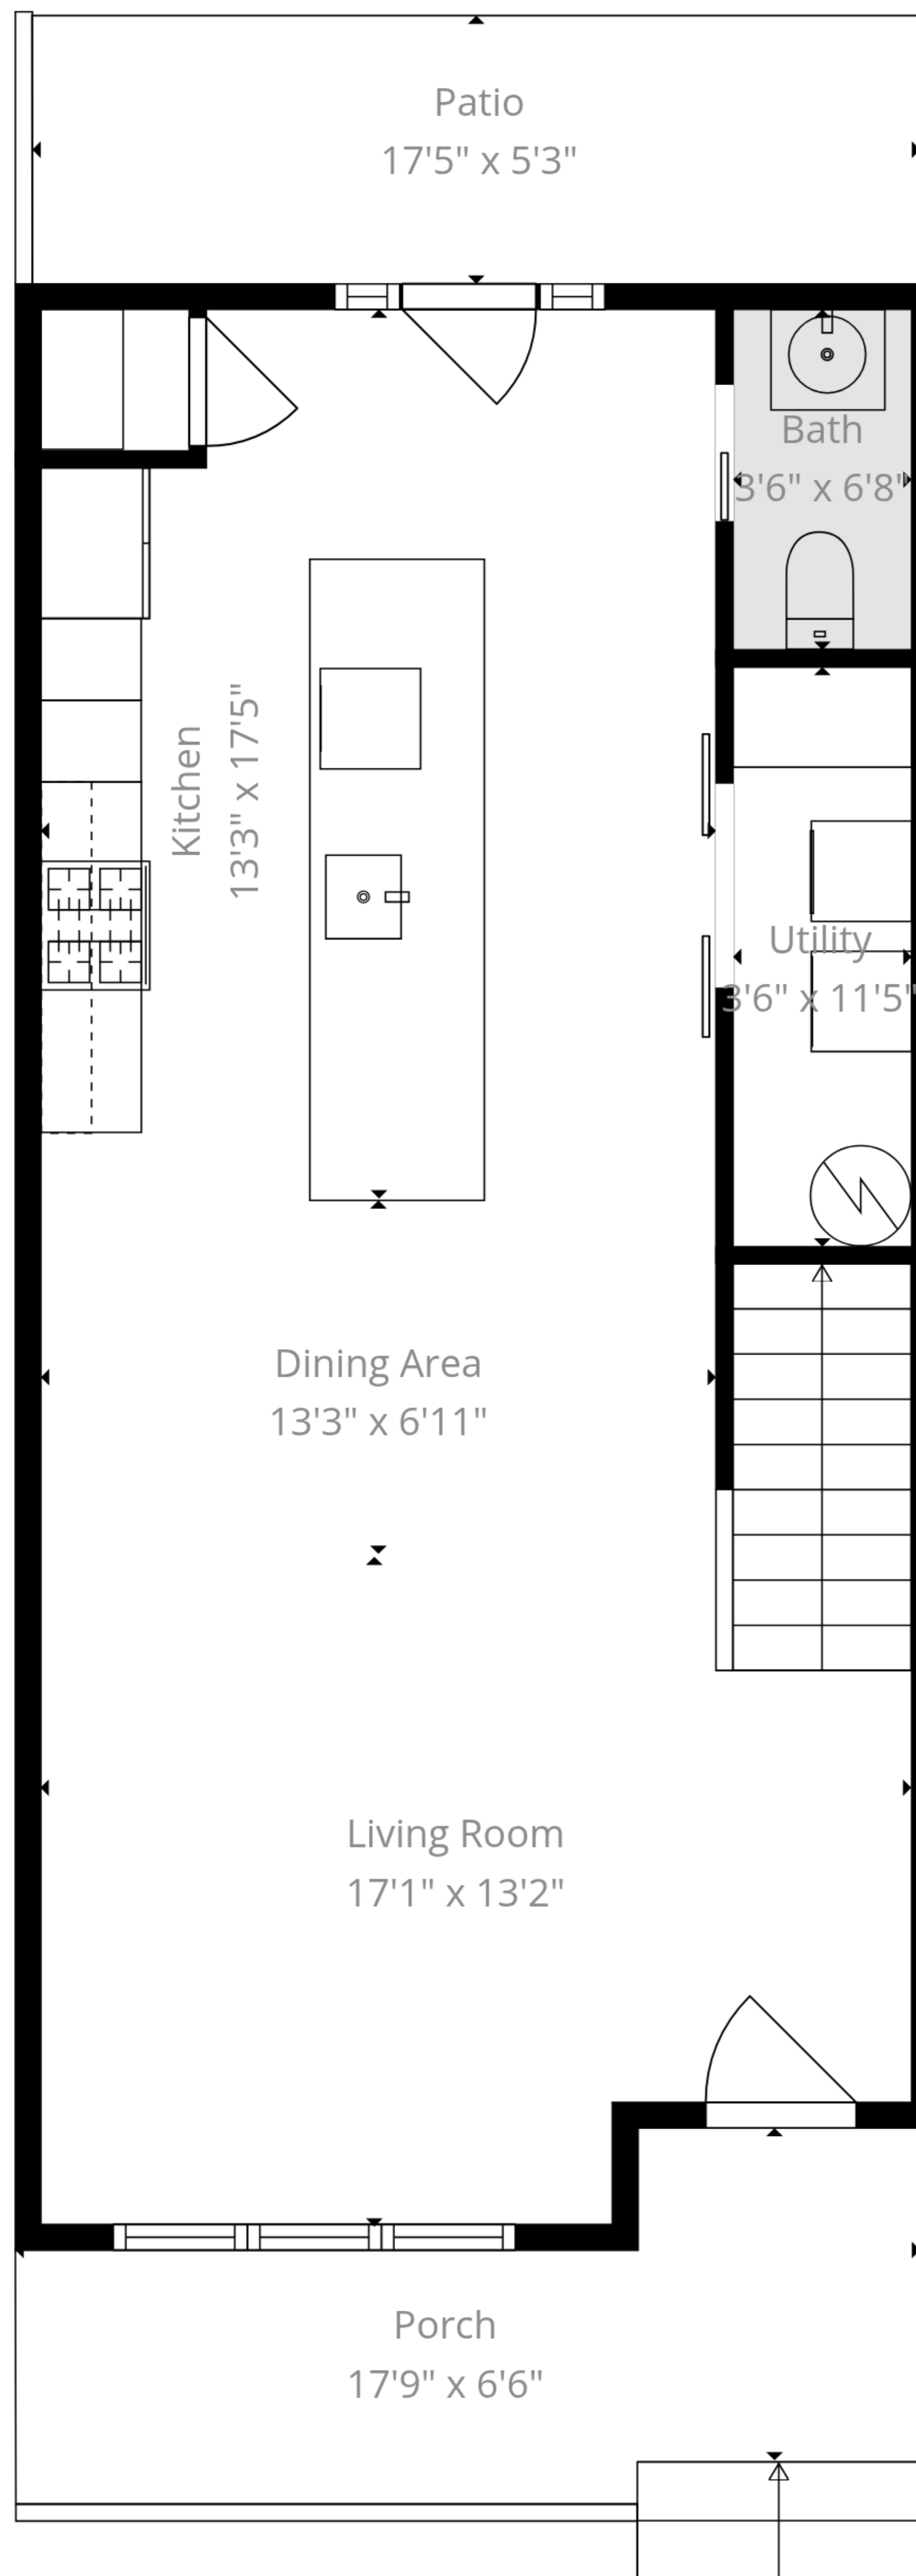 Patio
17'5" x 5'3"
Bath
3'6" x 6'8"
Kitchen
13'3" x 17'5"
Utility
3'6" x 11'5"
Dining Area
13'3" x 6'11"
Living Room
17'1" x 13'2"
Porch
17'9" x 6'6"